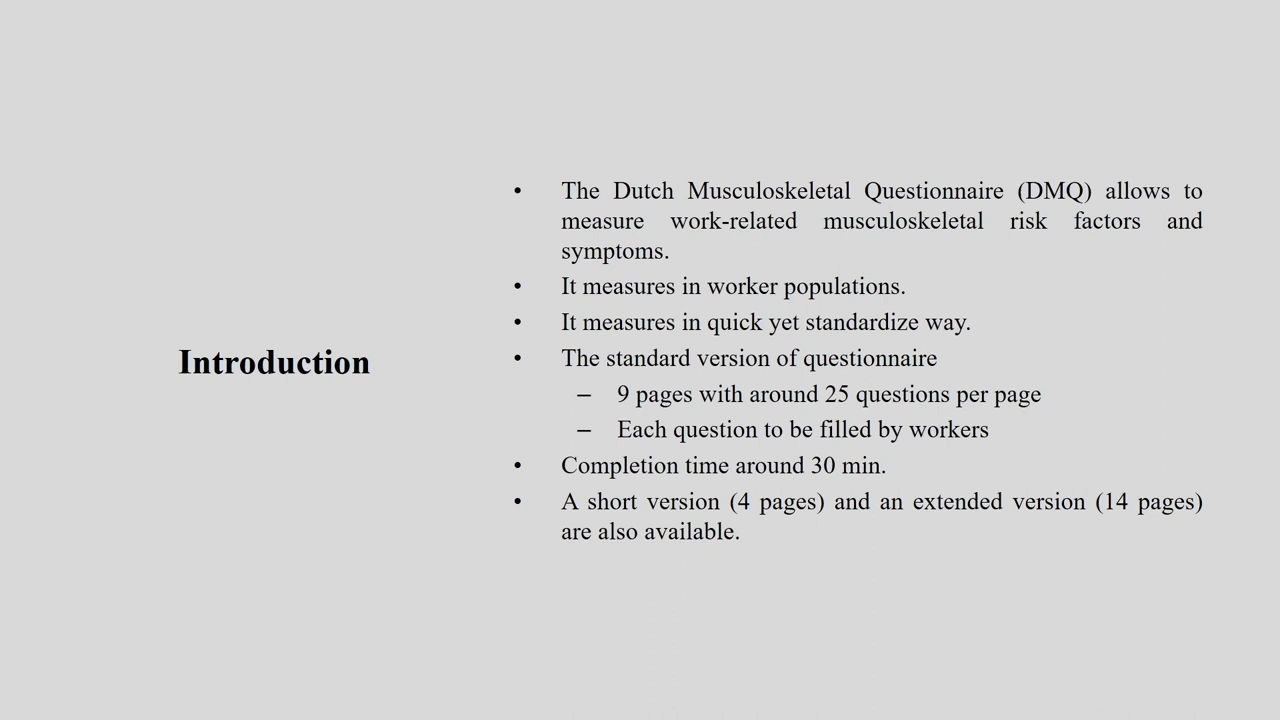 Introduction
• The Dutch Musculoskeletal Questionnaire (DMQ) allows to
measure work-related musculoskeletal risk factors and
symptoms.
• It measures in worker populations.
• It measures in quick yet standardize way.
• The standard version of questionnaire
– 9 pages with around 25 questions per page
– Each question to be filled by workers
• Completion time around 30 min.
• A short version (4 pages) and an extended version (14 pages)
are also available.